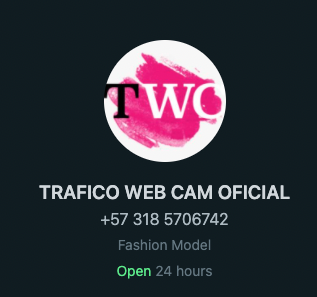 TWC
TRAFICO WEB CAM OFICIAL
+57 318 5706742
Fashion Model
Open 24 hours